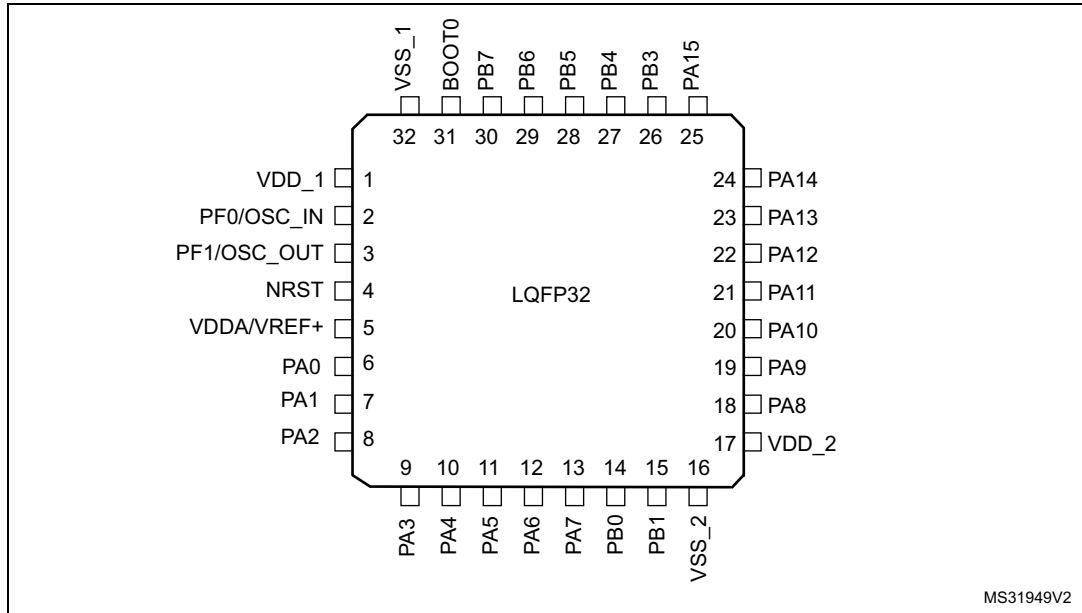 VSS_1
BOOT0
PB7
PB6
PB5
PB4
PB3
PA15
32 31 30 29 28 27 26 25
VDD_1 1
PF0/OSC_IN 2
PF1/OSC_OUT 3
NRST 4
VDDA/VREF+ 5
PA0 6
PA1 7
PA2 8
LQFP32
24 PA14
23 PA13
22 PA12
21 PA11
20 PA10
19 PA9
18 PA8
17 VDD_2
9 10 11 12 13 14 15 16
PA3
PA4
PA5
PA6
PA7
PB0
PB1
VSS_2
MS31949V2